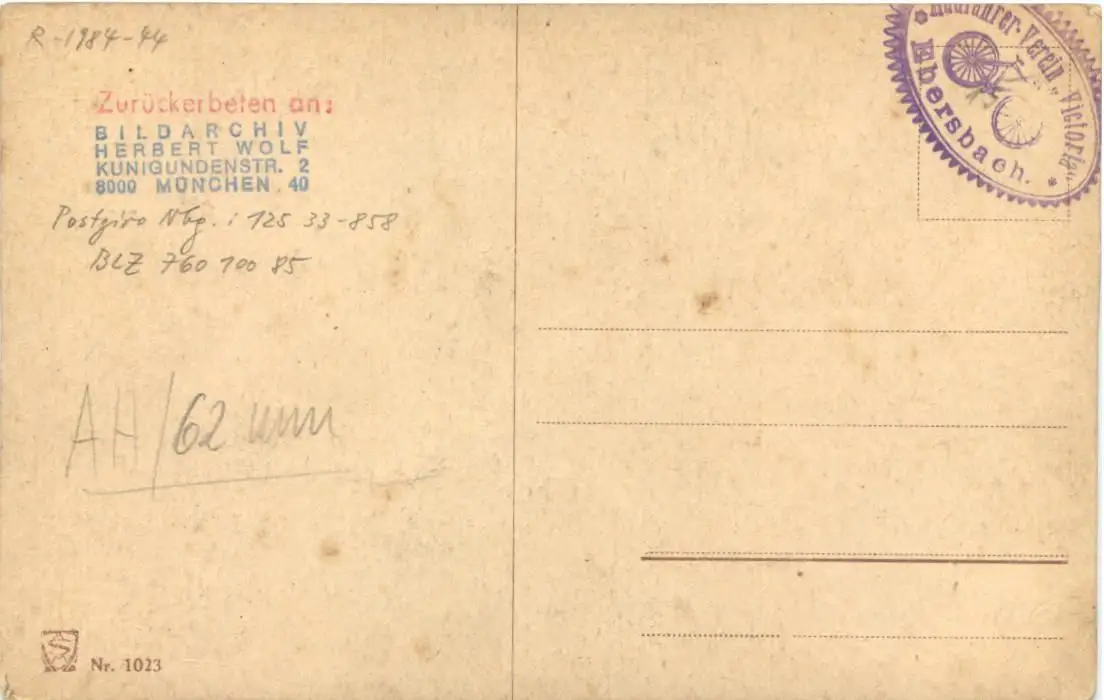 R-1984-44
Zurückerbeten an:
BILDARCHIV
HERBERT WOLF
KUNIGUNDENSTR. 2
8000 MÜNCHEN 40
Postgiro Nbg. : 125 33-858
BLZ 760 100 85
AH/62 mm
Nr. 1023
Radfahrer-Verein „Victoria“
* Ebersbach. *